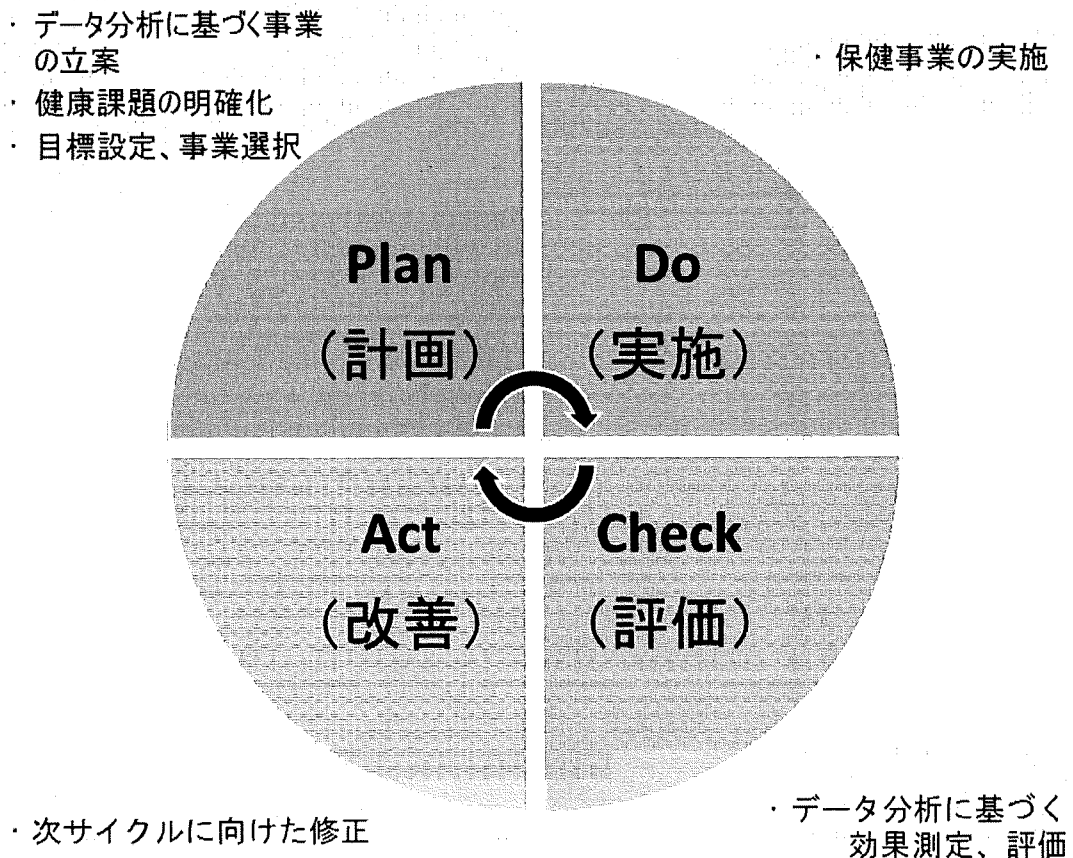 ・ データ分析に基づく事業
の立案
・ 健康課題の明確化
・ 目標設定、事業選択
・ 保健事業の実施
Plan
(計画)
Do
(実施)
Act
(改善)
Check
(評価)
・ 次サイクルに向けた修正
・ データ分析に基づく
効果測定、評価